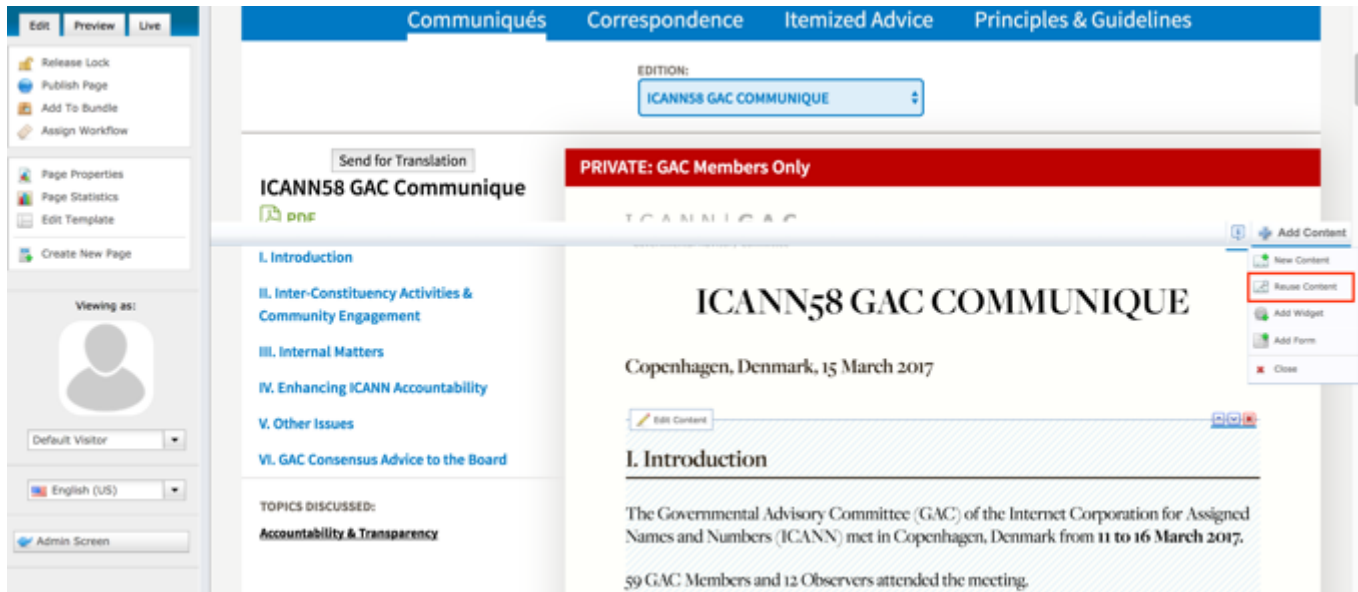 Edit Preview Live
Release Lock
Publish Page
Add To Bundle
Assign Workflow
Page Properties
Page Statistics
Edit Template
Create New Page
Viewing as:
Default Visitor
English (US)
Admin Screen
Communiqués Correspondence Itemized Advice Principles & Guidelines
EDITION:
ICANN58 GAC COMMUNIQUE
Send for Translation
ICANN58 GAC Communique
PDF
I. Introduction
II. Inter-Constituency Activities &
Community Engagement
III. Internal Matters
IV. Enhancing ICANN Accountability
V. Other Issues
VI. GAC Consensus Advice to the Board
TOPICS DISCUSSED:
Accountability & Transparency
PRIVATE: GAC Members Only
ICANN|GAC
Add Content
New Content
Reuse Content
Add Widget
Add Form
Close
ICANN58 GAC COMMUNIQUE
Copenhagen, Denmark, 15 March 2017
Edit Content
I. Introduction
The Governmental Advisory Committee (GAC) of the Internet Corporation for Assigned
Names and Numbers (ICANN) met in Copenhagen, Denmark from 11 to 16 March 2017.
59 GAC Members and 12 Observers attended the meeting.